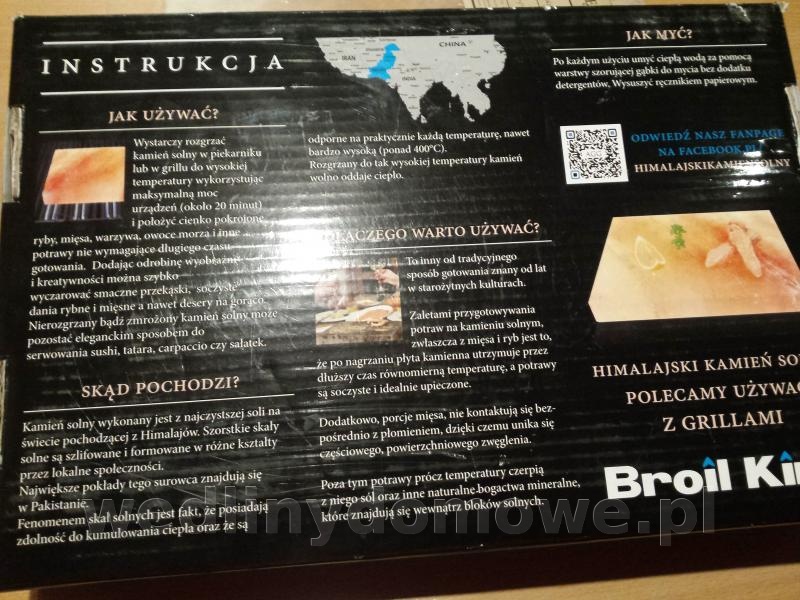 INSTRUKCJA
JAK UŻYWAĆ?
Wystarczy rozgrzać
kamień solny w piekarniku
lub w grillu do wysokiej
temperatury wykorzystując
maksymalną moc
urządzeń (około 20 minut)
i położyć cienko pokrojone
ryby, mięsa, warzywa, owoce morza i inne
potrawy nie wymagające długiego czasu
gotowania. Dodając odrobinę wyobraźni
i kreatywności można szybko
wyczarować smaczne przekąski, soczyste
dania rybne i mięsne a nawet desery na gorąco.
Nierozgrzany bądź zmrożony kamień solny może
pozostać eleganckim sposobem do
serwowania sushi, tatara, carpaccio czy sałatek.
SKĄD POCHODZI?
Kamień solny wykonany jest z najczystszej soli na
świecie pochodzącej z Himalajów. Szorstkie skały
solne są szlifowane i formowane w różne kształty
przez lokalne społeczności.
Największe pokłady tego surowca znajdują się
w Pakistanie.
Fenomenem skał solnych jest fakt, że posiadają
zdolność do kumulowania ciepła oraz że są
IRAN
CHINA
INDIA
odporne na praktycznie każdą temperaturę, nawet
bardzo wysoką (ponad 400°C).
Rozgrzany do tak wysokiej temperatury kamień
wolno oddaje ciepło.
DLACZEGO WARTO UŻYWAĆ?
To inny od tradycyjnego
sposób gotowania znany od lat
w starożytnych kulturach.
Zaletami przygotowywania
potraw na kamieniu solnym,
zwłaszcza z mięsa i ryb jest to,
że po nagrzaniu płyta kamienna utrzymuje przez
dłuższy czas równomierną temperaturę, a potrawy
są soczyste i idealnie upieczone.
Dodatkowo, porcje mięsa, nie kontaktują się bez-
pośrednio z płomieniem, dzięki czemu unika się
częściowego, powierzchniowego zwęglenia.
Poza tym potrawy prócz temperatury czerpią
z niego sól oraz inne naturalne bogactwa mineralne,
które znajdują się wewnątrz bloków solnych.
JAK MYĆ?
Po każdym użyciu umyć ciepłą wodą za pomocą
warstwy szorującej gąbki do mycia bez dodatku
detergentów, Wysuszyć ręcznikiem papierowym.
ODWIEDŹ NASZ FANPAGE
NA FACEBOOK.PL/
HIMALAJSKIKAMIENSOLNY
HIMALAJSKI KAMIEŃ
POLECAMY
Z GRILLAMI
Broil
wedlinydomowe.pl